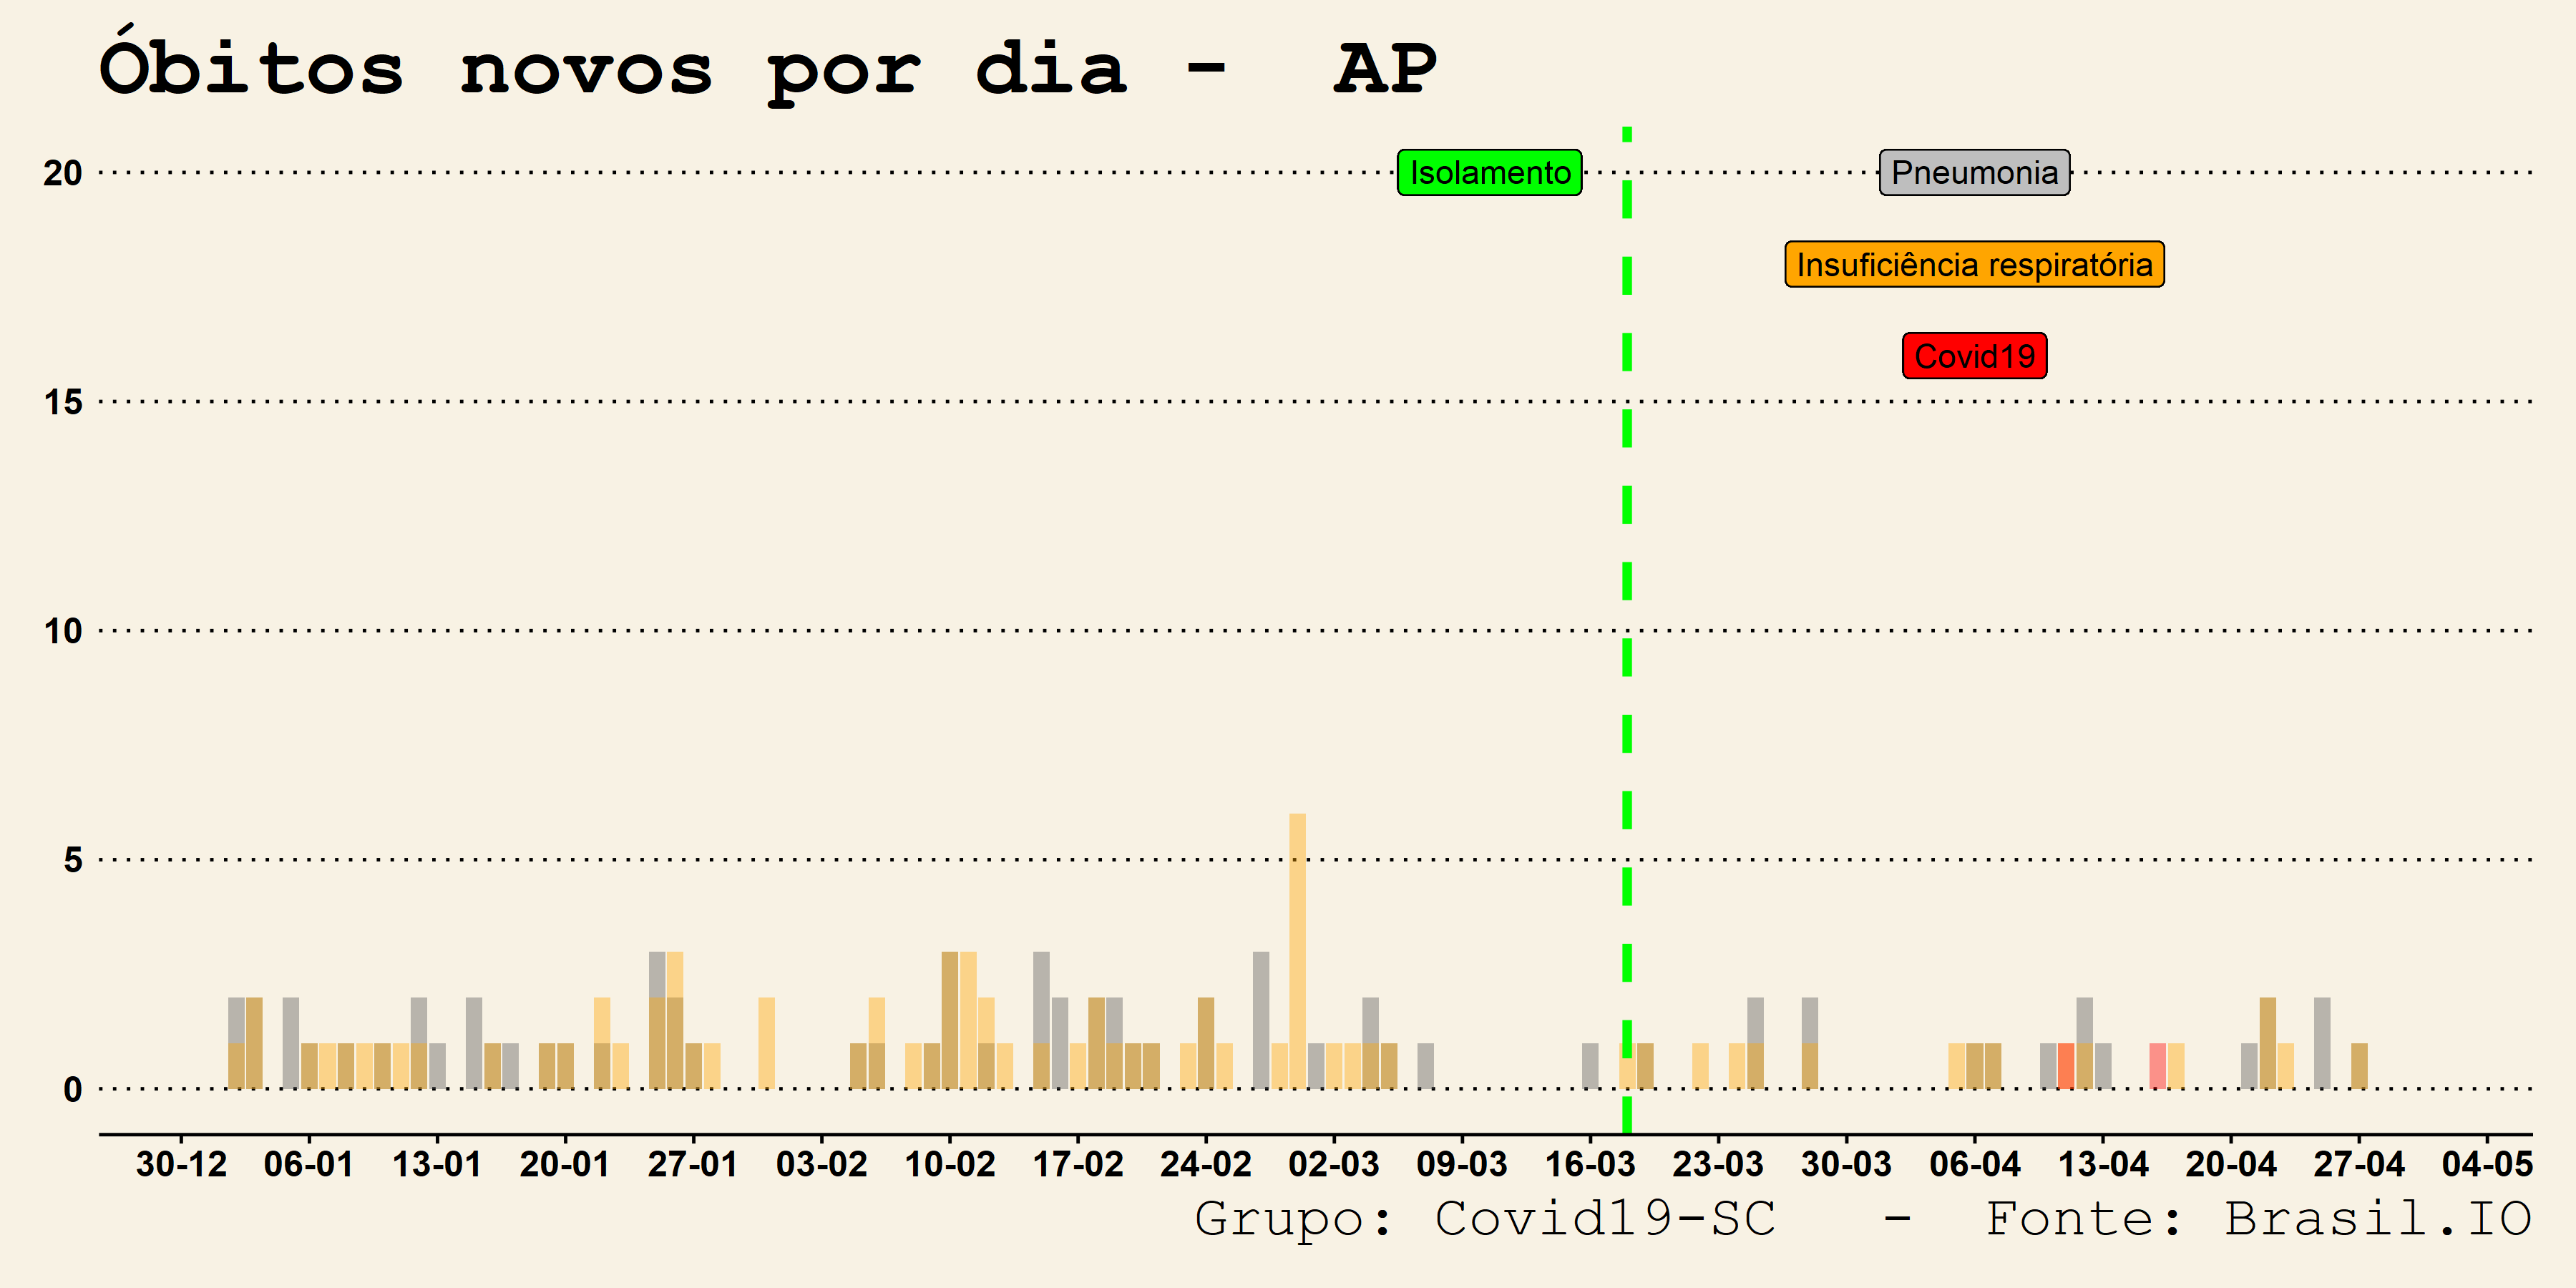 Óbitos novos por dia - AP
20
Isolamento
Pneumonia
Insuficiência respiratória
Covid19
15
10
5
0
30-12 06-01 13-01 20-01 27-01 03-02 10-02 17-02 24-02 02-03 09-03 16-03 23-03 30-03 06-04 13-04 20-04 27-04 04-05
Grupo: Covid19-SC - Fonte: Brasil.IO